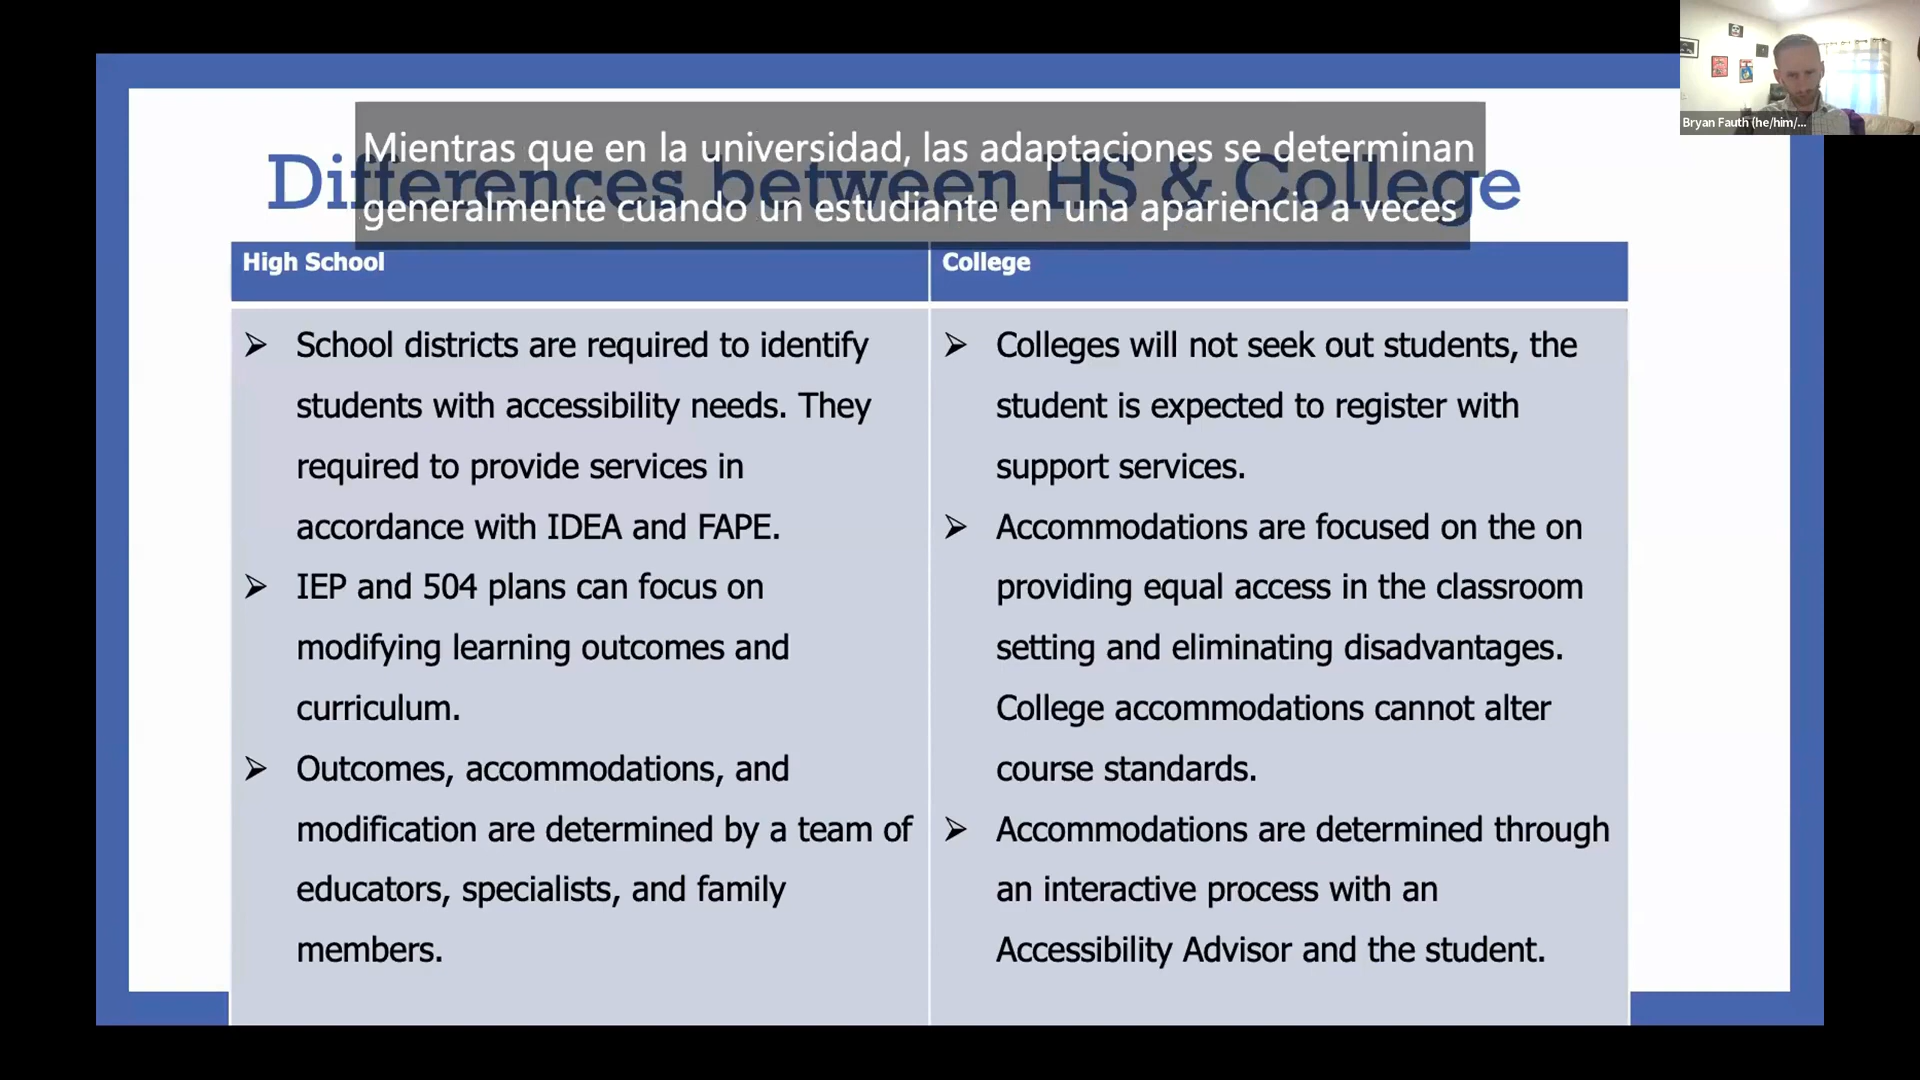 Mientras que en la universidad, las adaptaciones se determinan
generalmente cuando un estudiante en una apariencia a veces
Differences between HS & College
High School
School districts are required to identify
students with accessibility needs. They
required to provide services in
accordance with IDEA and FAPE.
IEP and 504 plans can focus on
modifying learning outcomes and
curriculum.
Outcomes, accommodations, and
modification are determined by a team of
educators, specialists, and family
members.
College
Colleges will not seek out students, the
student is expected to register with
support services.
Accommodations are focused on the on
providing equal access in the classroom
setting and eliminating disadvantages.
College accommodations cannot alter
course standards.
Accommodations are determined through
an interactive process with an
Accessibility Advisor and the student.
Bryan Fauth (he/him/...